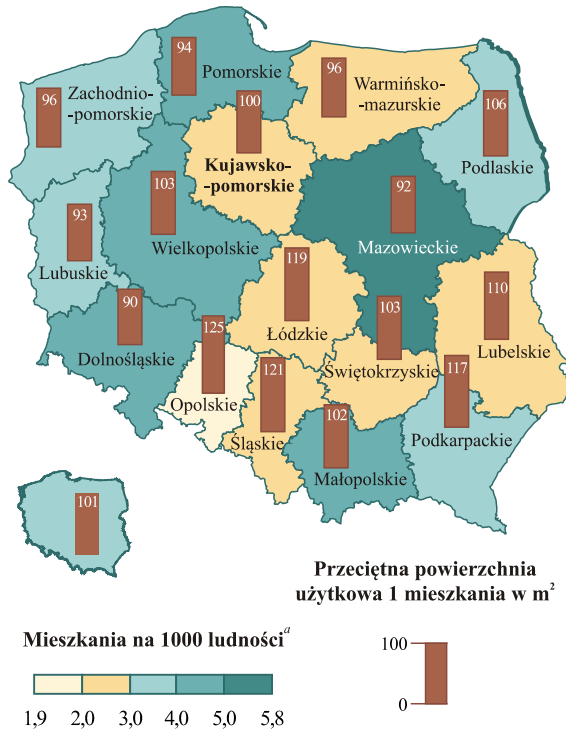 94
Pomorskie
96
Warmińsko-
-mazurskie
96
Zachodnio-
-pomorskie
100
Kujawsko-
-pomorskie
106
Podlaskie
103
Wielkopolskie
92
Mazowieckie
93
Lubuskie
119
Łódzkie
110
Lubelskie
90
Dolnośląskie
125
Opolskie
103
Świętokrzyskie
121
Śląskie
117
Podkarpackie
102
Małopolskie
101
Przeciętna powierzchnia
użytkowa 1 mieszkania w m²
Mieszkania na 1000 ludnościᵃ
1,9 2,0 3,0 4,0 5,0 5,8
100
0